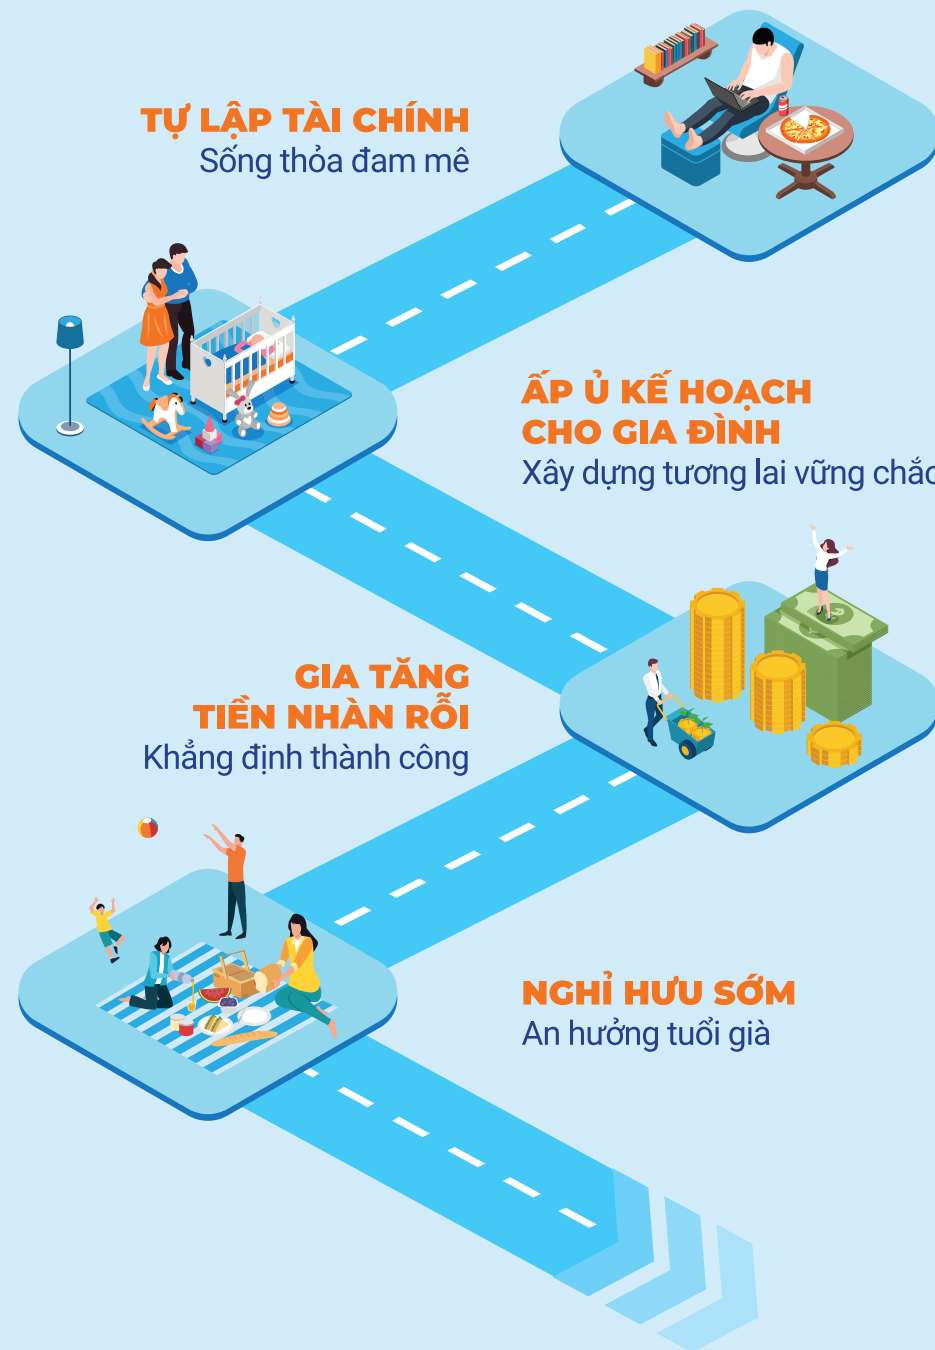 TỰ LẬP TÀI CHÍNH
Sống thỏa đam mê
ẤP Ủ KẾ HOẠCH
CHO GIA ĐÌNH
Xây dựng tương lai vững chắc
GIA TĂNG
TIỀN NHÀN RỖI
Khẳng định thành công
NGHỈ HƯU SỚM
An hưởng tuổi già